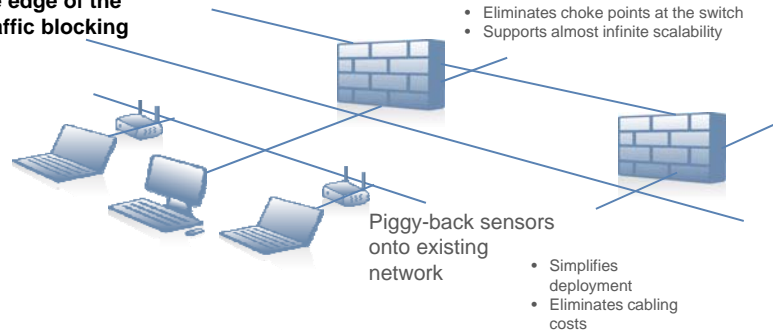 e edge of the
affic blocking
• Eliminates choke points at the switch
• Supports almost infinite scalability
Piggy-back sensors
onto existing
network
• Simplifies
deployment
• Eliminates cabling
costs